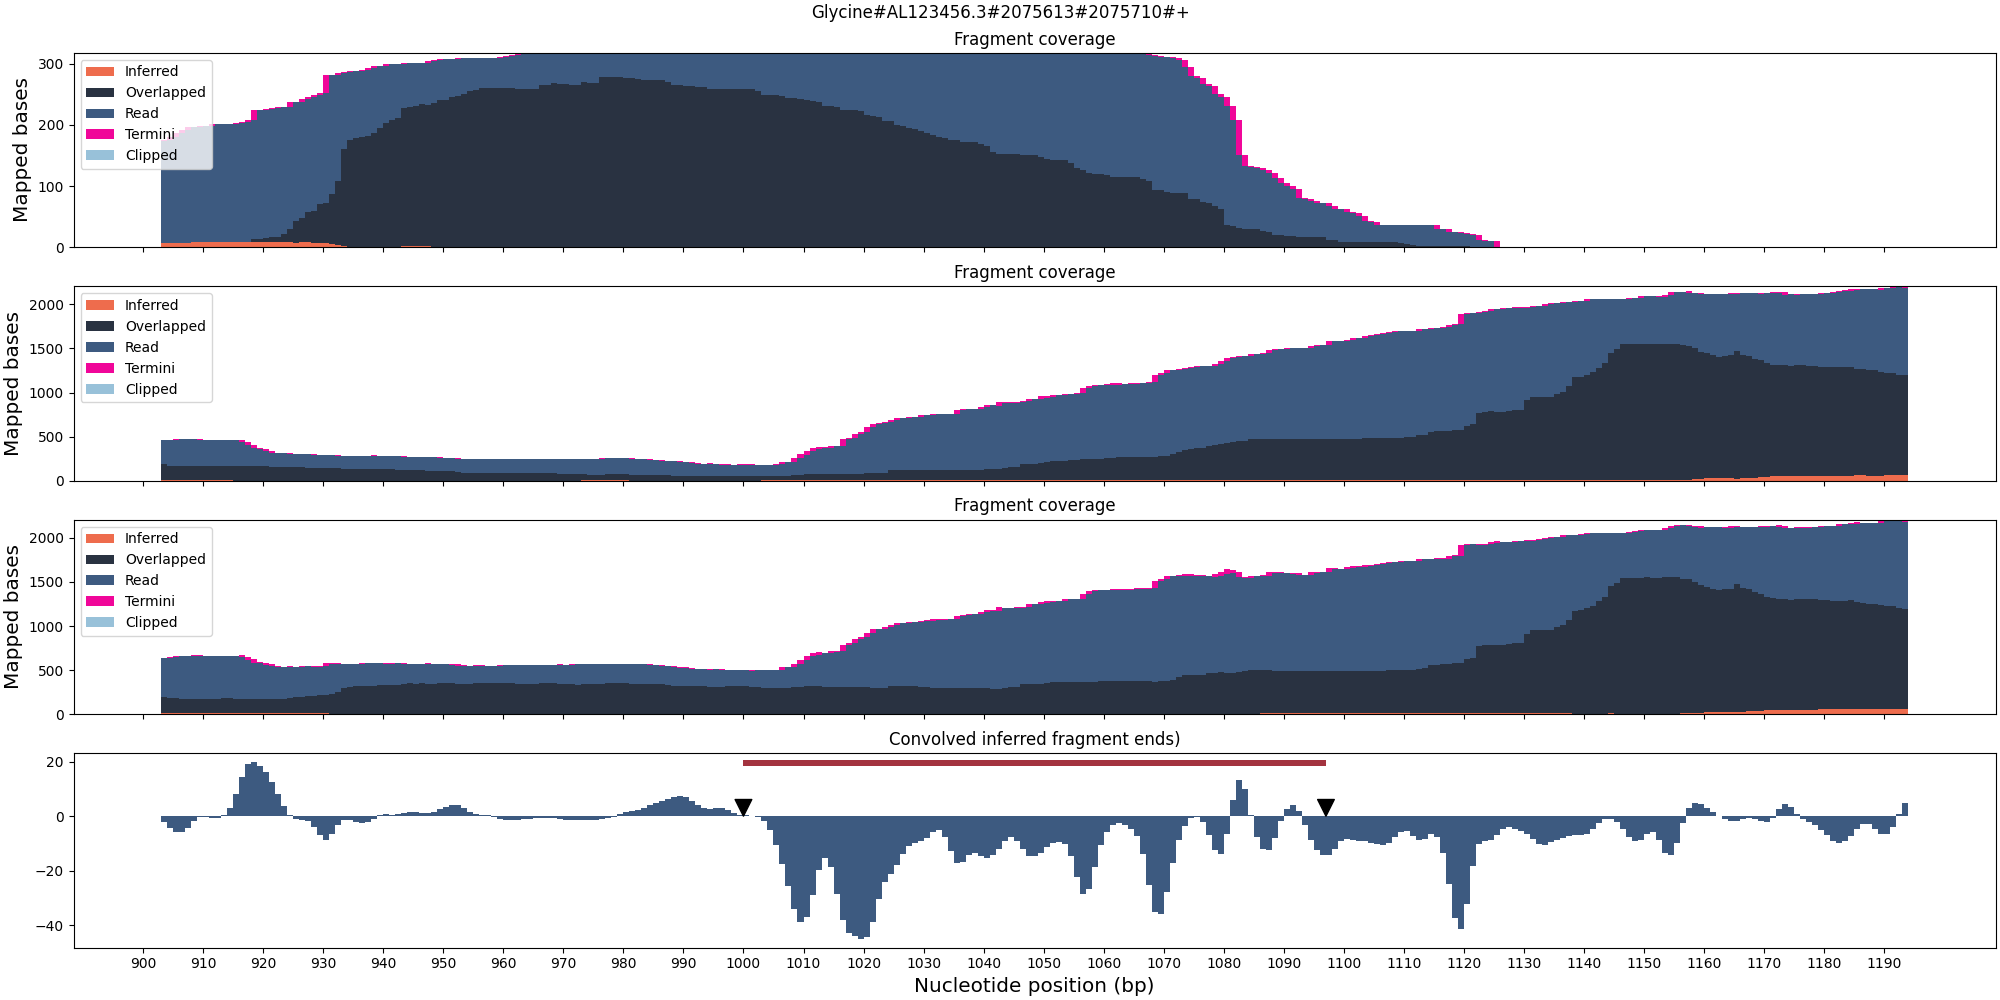 Glycine#AL123456.3#2075613#2075710#+
Fragment coverage
Mapped bases
300
200
100
0
Inferred
Overlapped
Read
Termini
Clipped
Fragment coverage
Mapped bases
2000
1500
1000
500
0
Inferred
Overlapped
Read
Termini
Clipped
Fragment coverage
Mapped bases
2000
1500
1000
500
0
Inferred
Overlapped
Read
Termini
Clipped
Convolved inferred fragment ends)
20
0
−20
−40
900 910 920 930 940 950 960 970 980 990 1000 1010 1020 1030 1040 1050 1060 1070 1080 1090 1100 1110 1120 1130 1140 1150 1160 1170 1180 1190
Nucleotide position (bp)